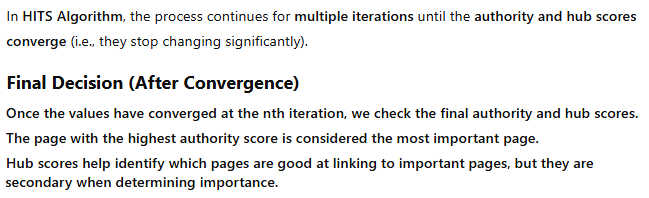 In HITS Algorithm, the process continues for multiple iterations until the authority and hub scores
converge (i.e., they stop changing significantly).
Final Decision (After Convergence)
Once the values have converged at the nth iteration, we check the final authority and hub scores.
The page with the highest authority score is considered the most important page.
Hub scores help identify which pages are good at linking to important pages, but they are
secondary when determining importance.